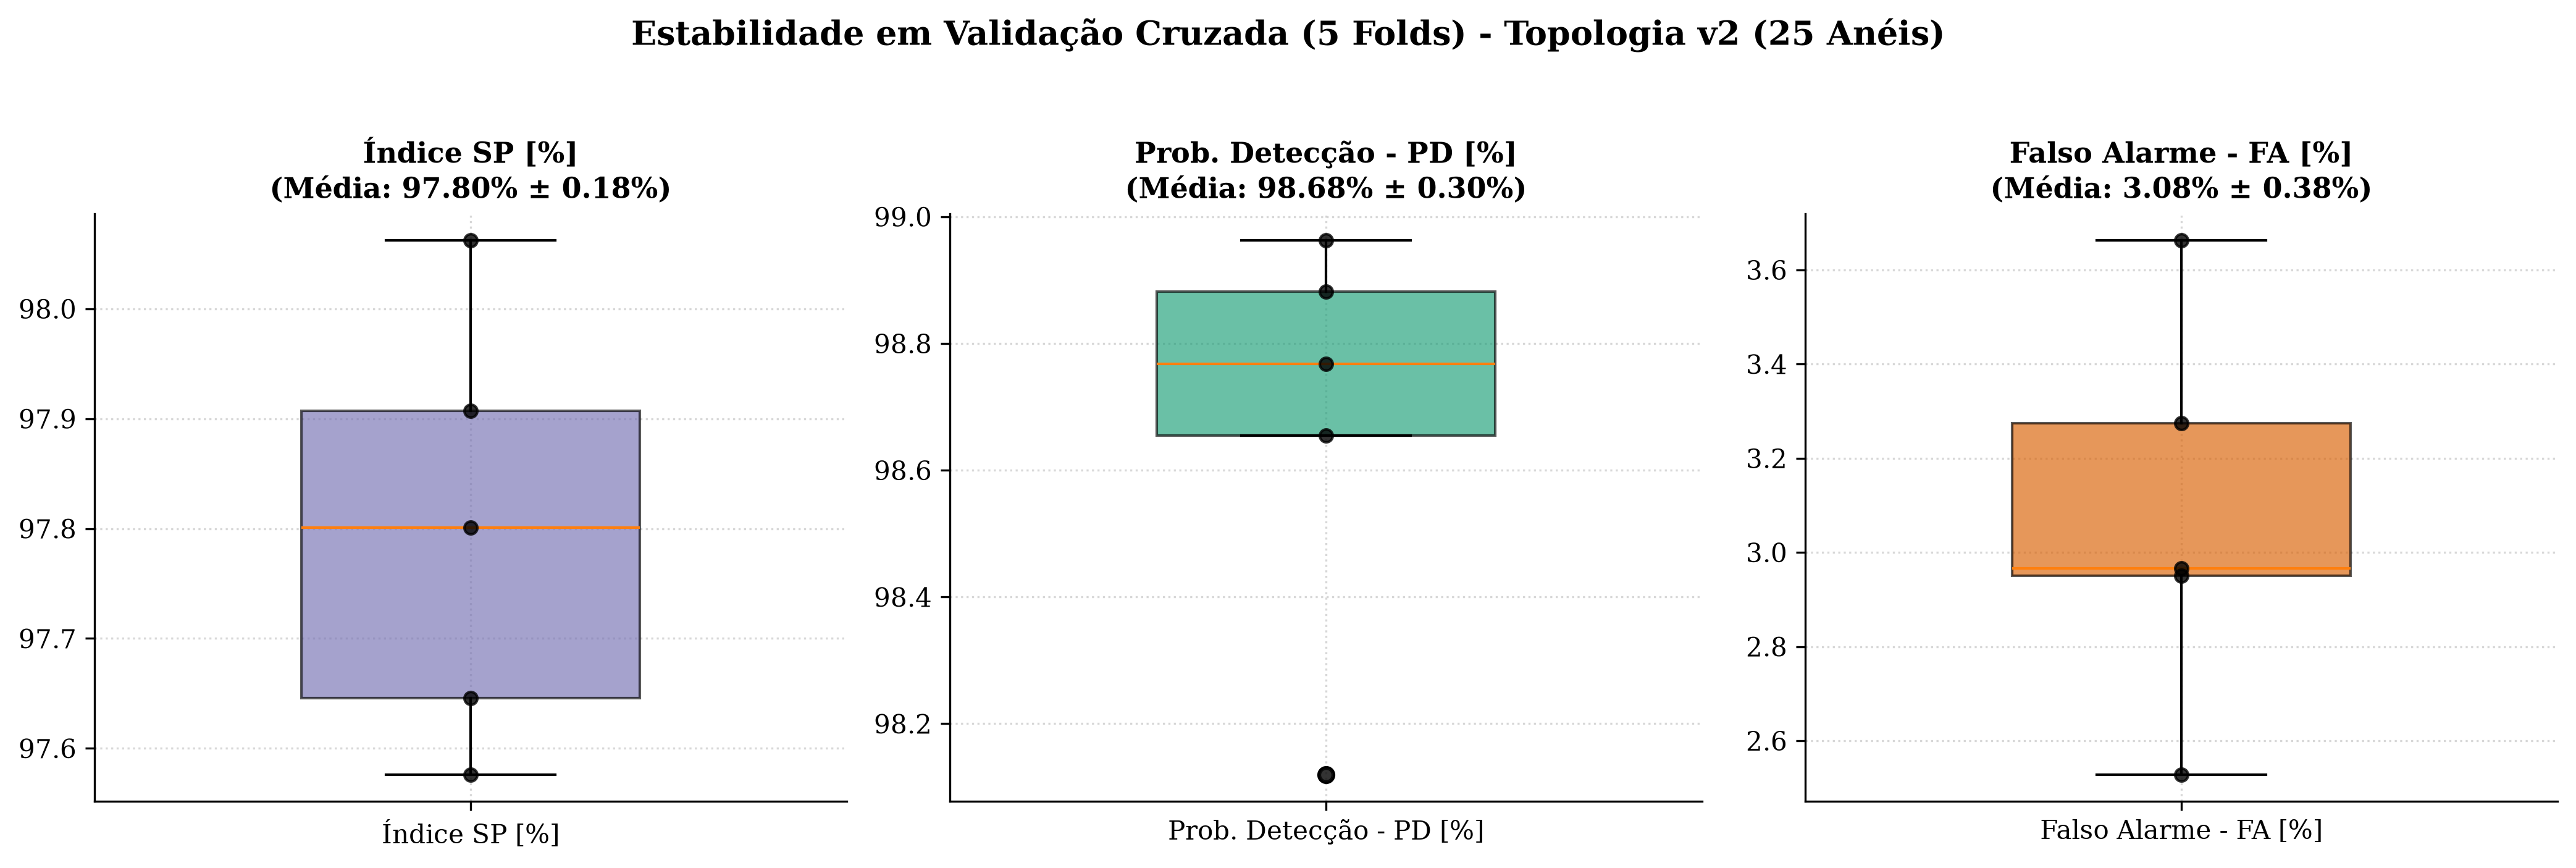 Estabilidade em Validação Cruzada (5 Folds) - Topologia v2 (25 Anéis)
Índice SP [%]
(Média: 97.80% ± 0.18%)
98.0
97.9
97.8
97.7
97.6
Índice SP [%]
Prob. Detecção - PD [%]
(Média: 98.68% ± 0.30%)
99.0
98.8
98.6
98.4
98.2
Prob. Detecção - PD [%]
Falso Alarme - FA [%]
(Média: 3.08% ± 0.38%)
3.6
3.4
3.2
3.0
2.8
2.6
Falso Alarme - FA [%]